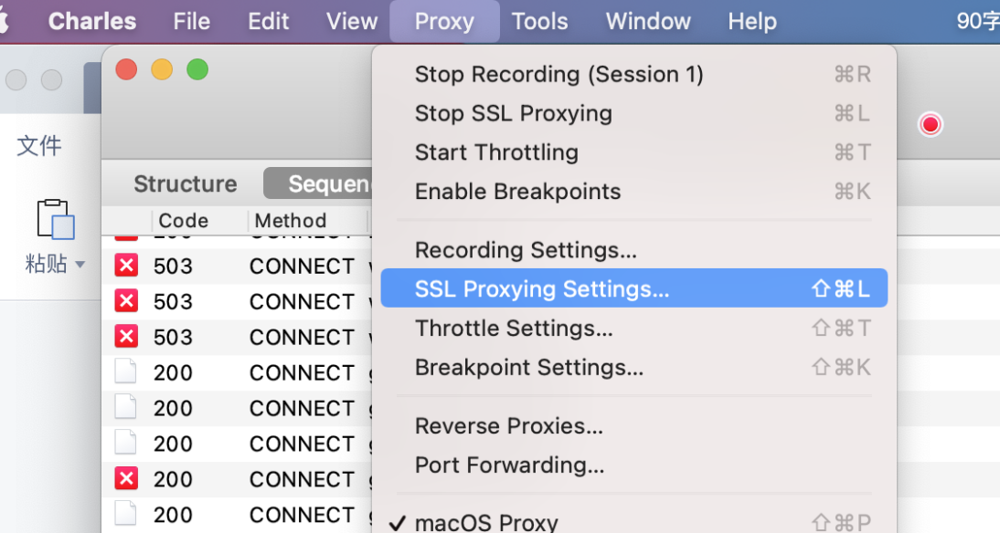 Charles File Edit View Proxy Tools Window Help 90字
Stop Recording (Session 1) ⌘R
Stop SSL Proxying ⌘L
文件
Start Throttling ⌘T
Structure
Enable Breakpoints ⌘K
Code Method
Recording Settings... 
粘贴
503 CONNECT
SSL Proxying Settings... ⇧⌘L
503 CONNECT
Throttle Settings... ⇧⌘T
503 CONNECT
Breakpoint Settings... ⇧⌘K
200 CONNECT
200 CONNECT
Reverse Proxies...
200 CONNECT
Port Forwarding...
200 CONNECT
200 CONNECT
✓ macOS Proxy ⇧⌘P